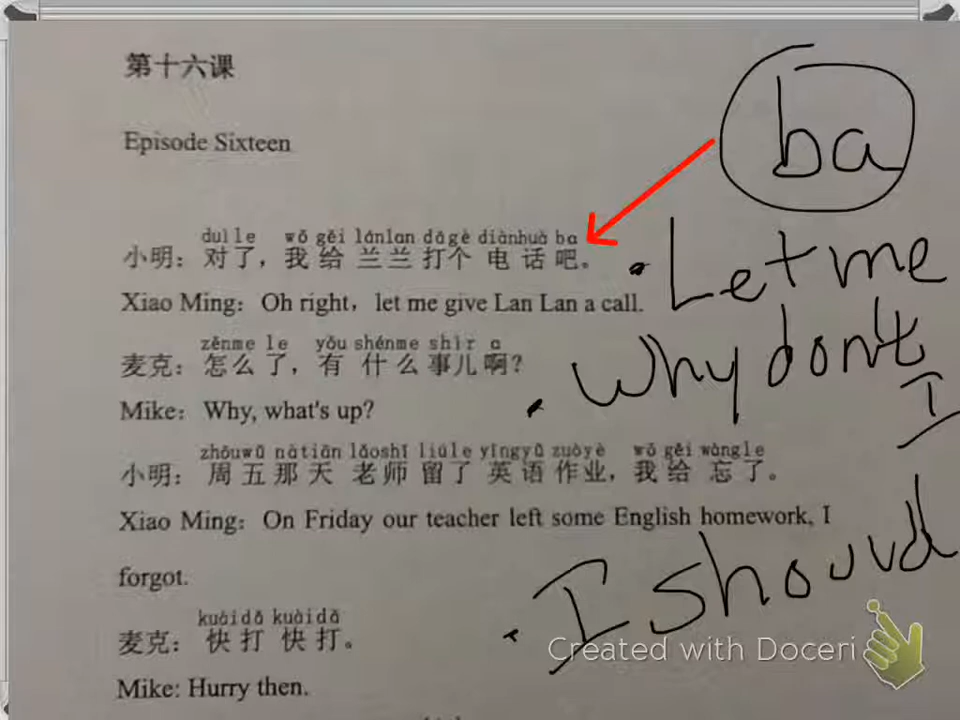 第十六课
Episode Sixteen
ba
duì le wǒ gěi lánlan dǎgè diànhuà ba
小明：对了，我给 兰兰 打个 电话吧。
Let me
Xiao Ming：Oh right，let me give Lan Lan a call.
zěnme le yǒu shénme shìr a
麦克：怎么了，有 什么事儿啊？
Why don't
I
Mike：Why, what's up?
zhōuwǔ nàtiān lǎoshī liúle yīngyǔ zuòyè wǒ gěi wàngle
小明：周五那天 老师 留了 英语 作业，我给 忘了。
Xiao Ming：On Friday our teacher left some English homework, I
forgot.
I should
kuàidǎ kuàidǎ
麦克：快打 快打。
Created with Doceri
Mike: Hurry then.